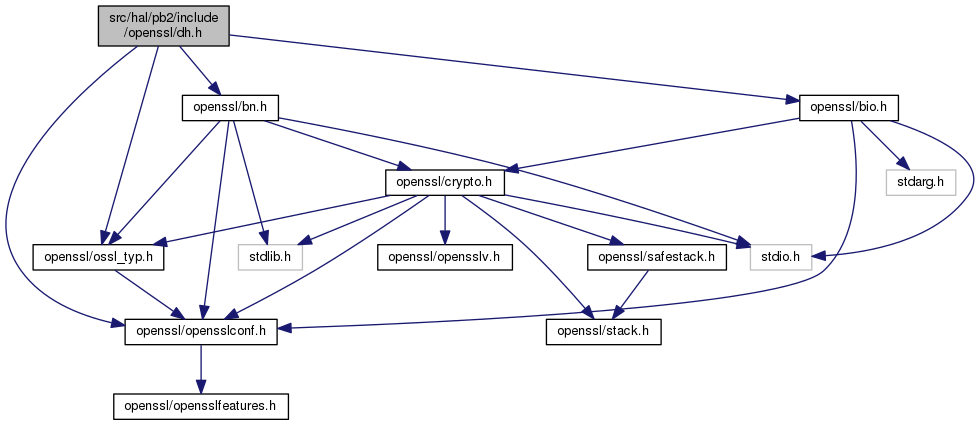 src/hal/pb2/include
/openssl/dh.h
openssl/bn.h
openssl/bio.h
openssl/crypto.h
stdarg.h
openssl/ossl_typ.h
stdlib.h
openssl/opensslv.h
openssl/safestack.h
stdio.h
openssl/opensslconf.h
openssl/stack.h
openssl/opensslfeatures.h